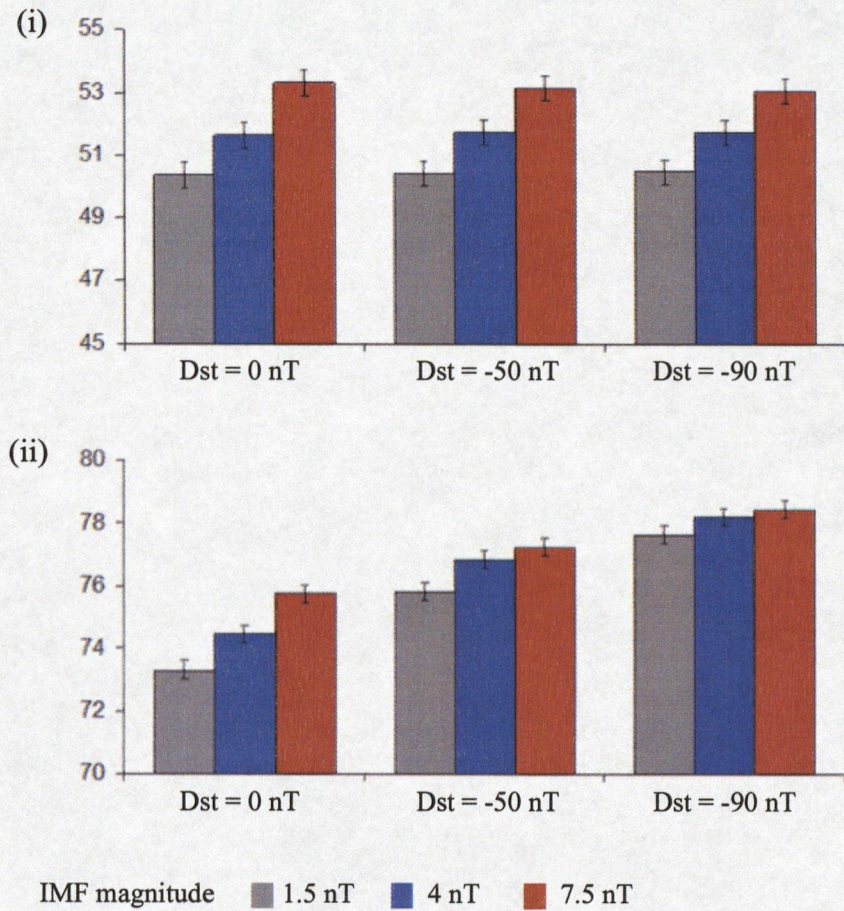 (i)
55
53
51
49
47
45
Dst = 0 nT Dst = -50 nT Dst = -90 nT
(ii)
80
78
76
74
72
70
Dst = 0 nT Dst = -50 nT Dst = -90 nT
IMF magnitude 1.5 nT 4 nT 7.5 nT